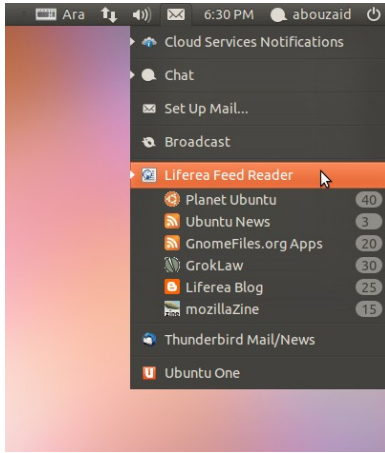 Ara 6:30 PM abouzaid
Cloud Services Notifications
Chat
Set Up Mail...
Broadcast
Liferea Feed Reader
Planet Ubuntu 40
Ubuntu News 3
GnomeFiles.org Apps 20
GrokLaw 30
Liferea Blog 25
mozillaZine 15
Thunderbird Mail/News
Ubuntu One